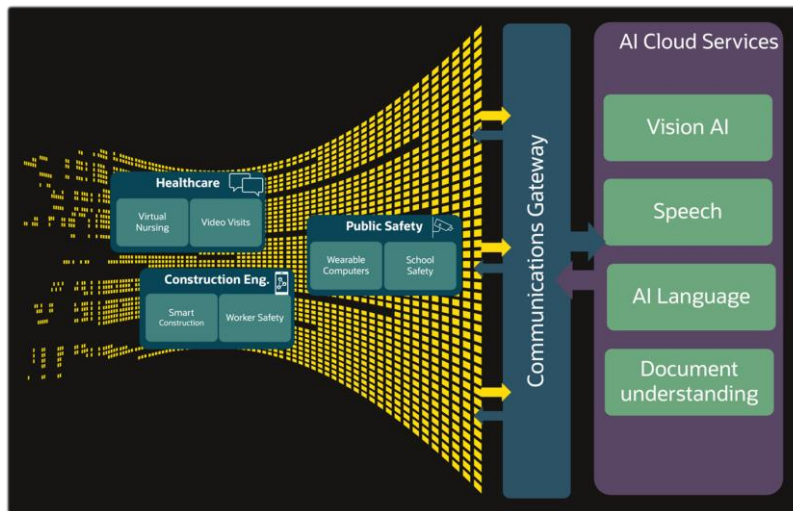 AI Cloud Services
Vision AI
Speech
AI Language
Document
understanding
Communications Gateway
Healthcare
Virtual
Nursing
Video Visits
Public Safety
Wearable
Computers
School
Safety
Construction Eng.
Smart
Construction
Worker Safety